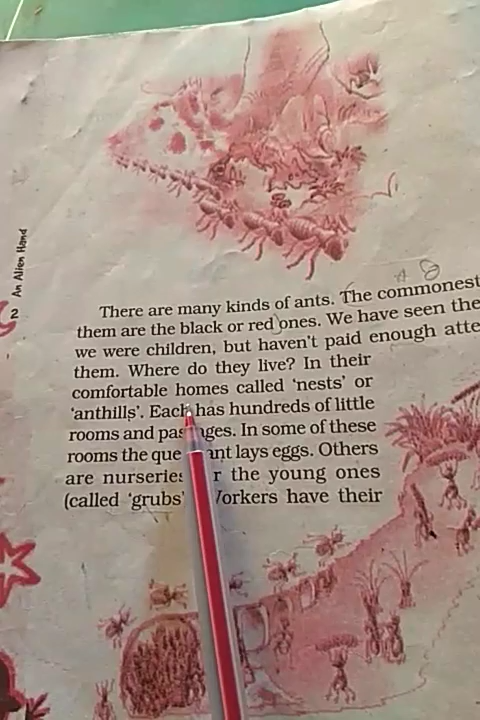 An Alien Hand
2
There are many kinds of ants. The commonest
them are the black or red ones. We have seen the
we were children, but haven't paid enough atte
them. Where do they live? In their
comfortable homes called 'nests' or
'anthills'. Each has hundreds of little
rooms and pas ages. In some of these
rooms the que ant lays eggs. Others
are nurseries r the young ones
(called 'grubs' Workers have their